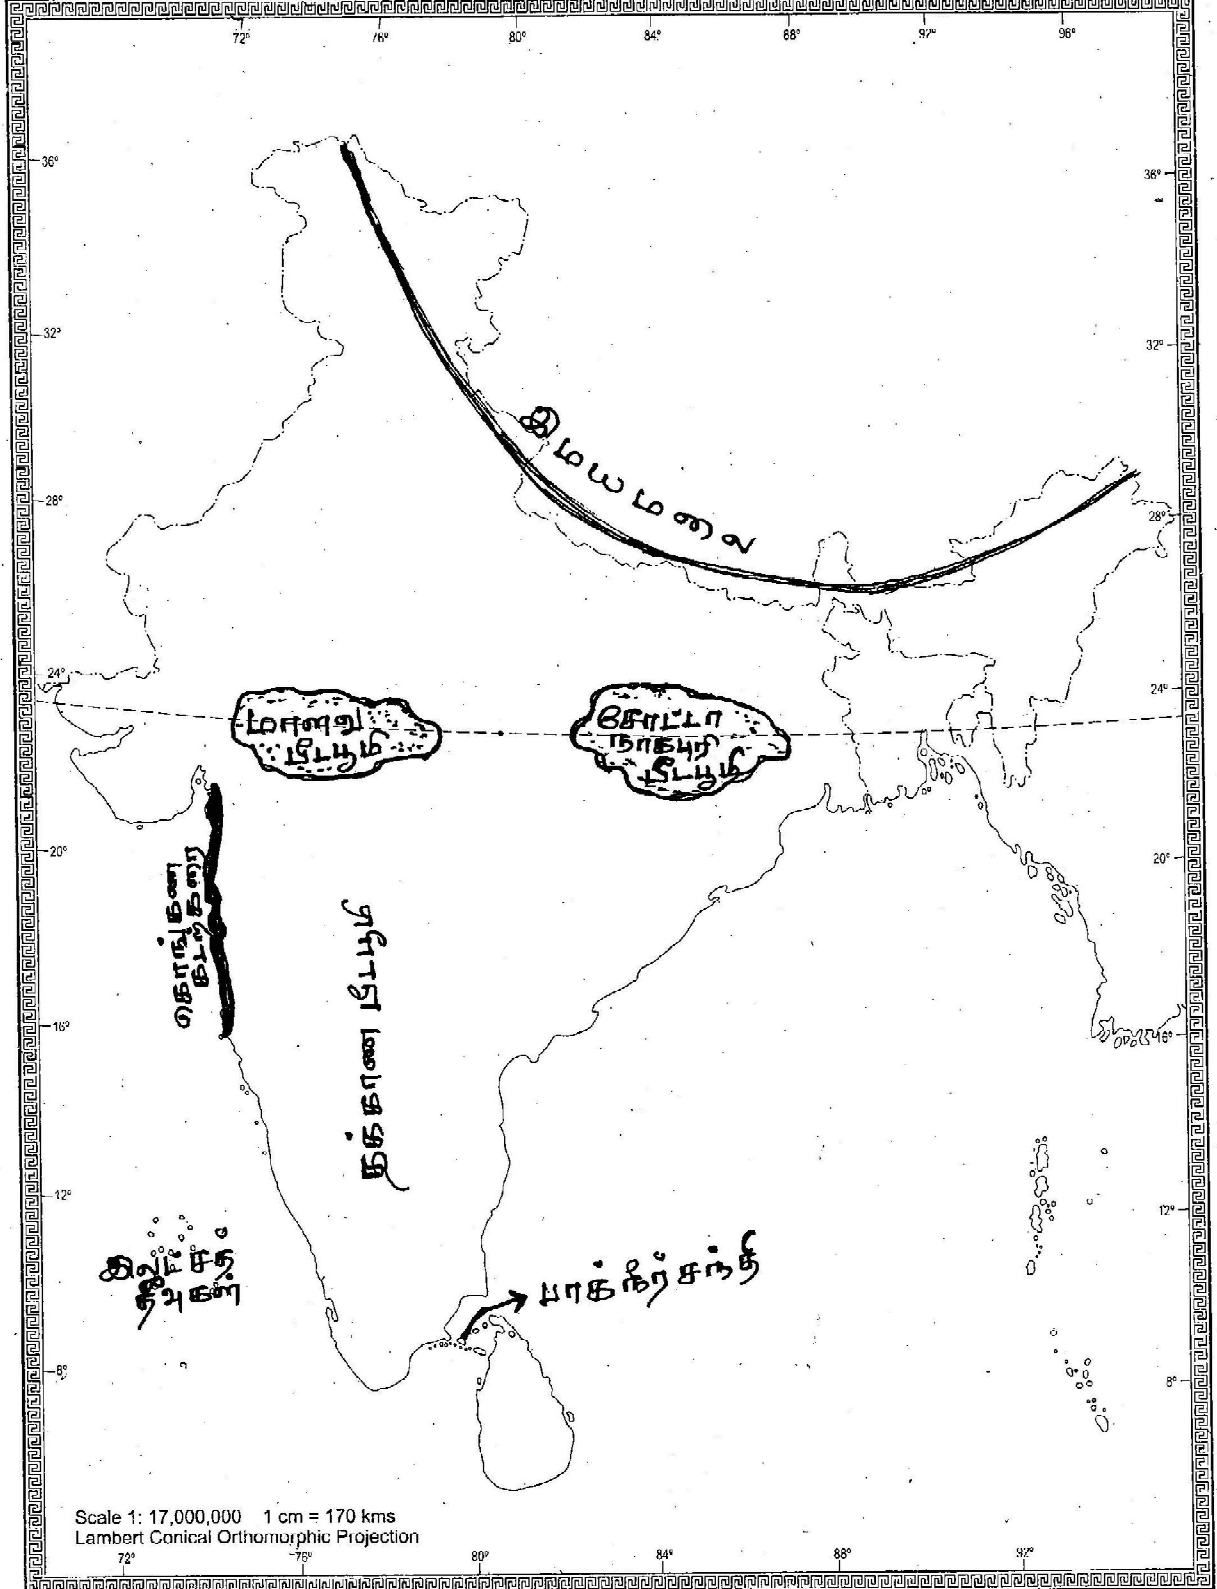 72° 76° 80° 84° 88° 92° 96°
36° 36°
32° 32°
இமயமலை
28° 28°
24° 24°
மாளவ
பீடபூமி
சோட்டா
நாகபுரி
பீடபூமி
20° 20°
கொங்கண
கடற்கரை
தக்காண பீடபூமி
16° 16°
12° 12°
இலட்சத்
தீவுகள்
பாக்நீர்சந்தி
8° 8°
Scale 1: 17,000,000 1 cm = 170 kms
Lambert Conical Orthomorphic Projection
72° 76° 80° 84° 88° 92°